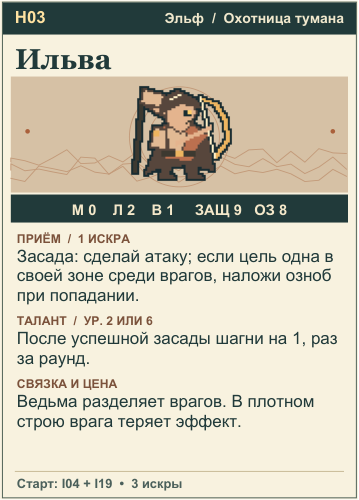 Н03
Эльф / Охотница тумана
Ильва
М 0 Л 2 В 1 ЗАЩ 9 ОЗ 8
ПРИЁМ / 1 ИСКРА
Засада: сделай атаку; если цель одна в
своей зоне среди врагов, наложи озноб
при попадании.
ТАЛАНТ / УР. 2 ИЛИ 6
После успешной засады шагни на 1, раз
за раунд.
СВЯЗКА И ЦЕНА
Ведьма разделяет врагов. В плотном
строю врага теряет эффект.
Старт: I04 + I19 • 3 искры